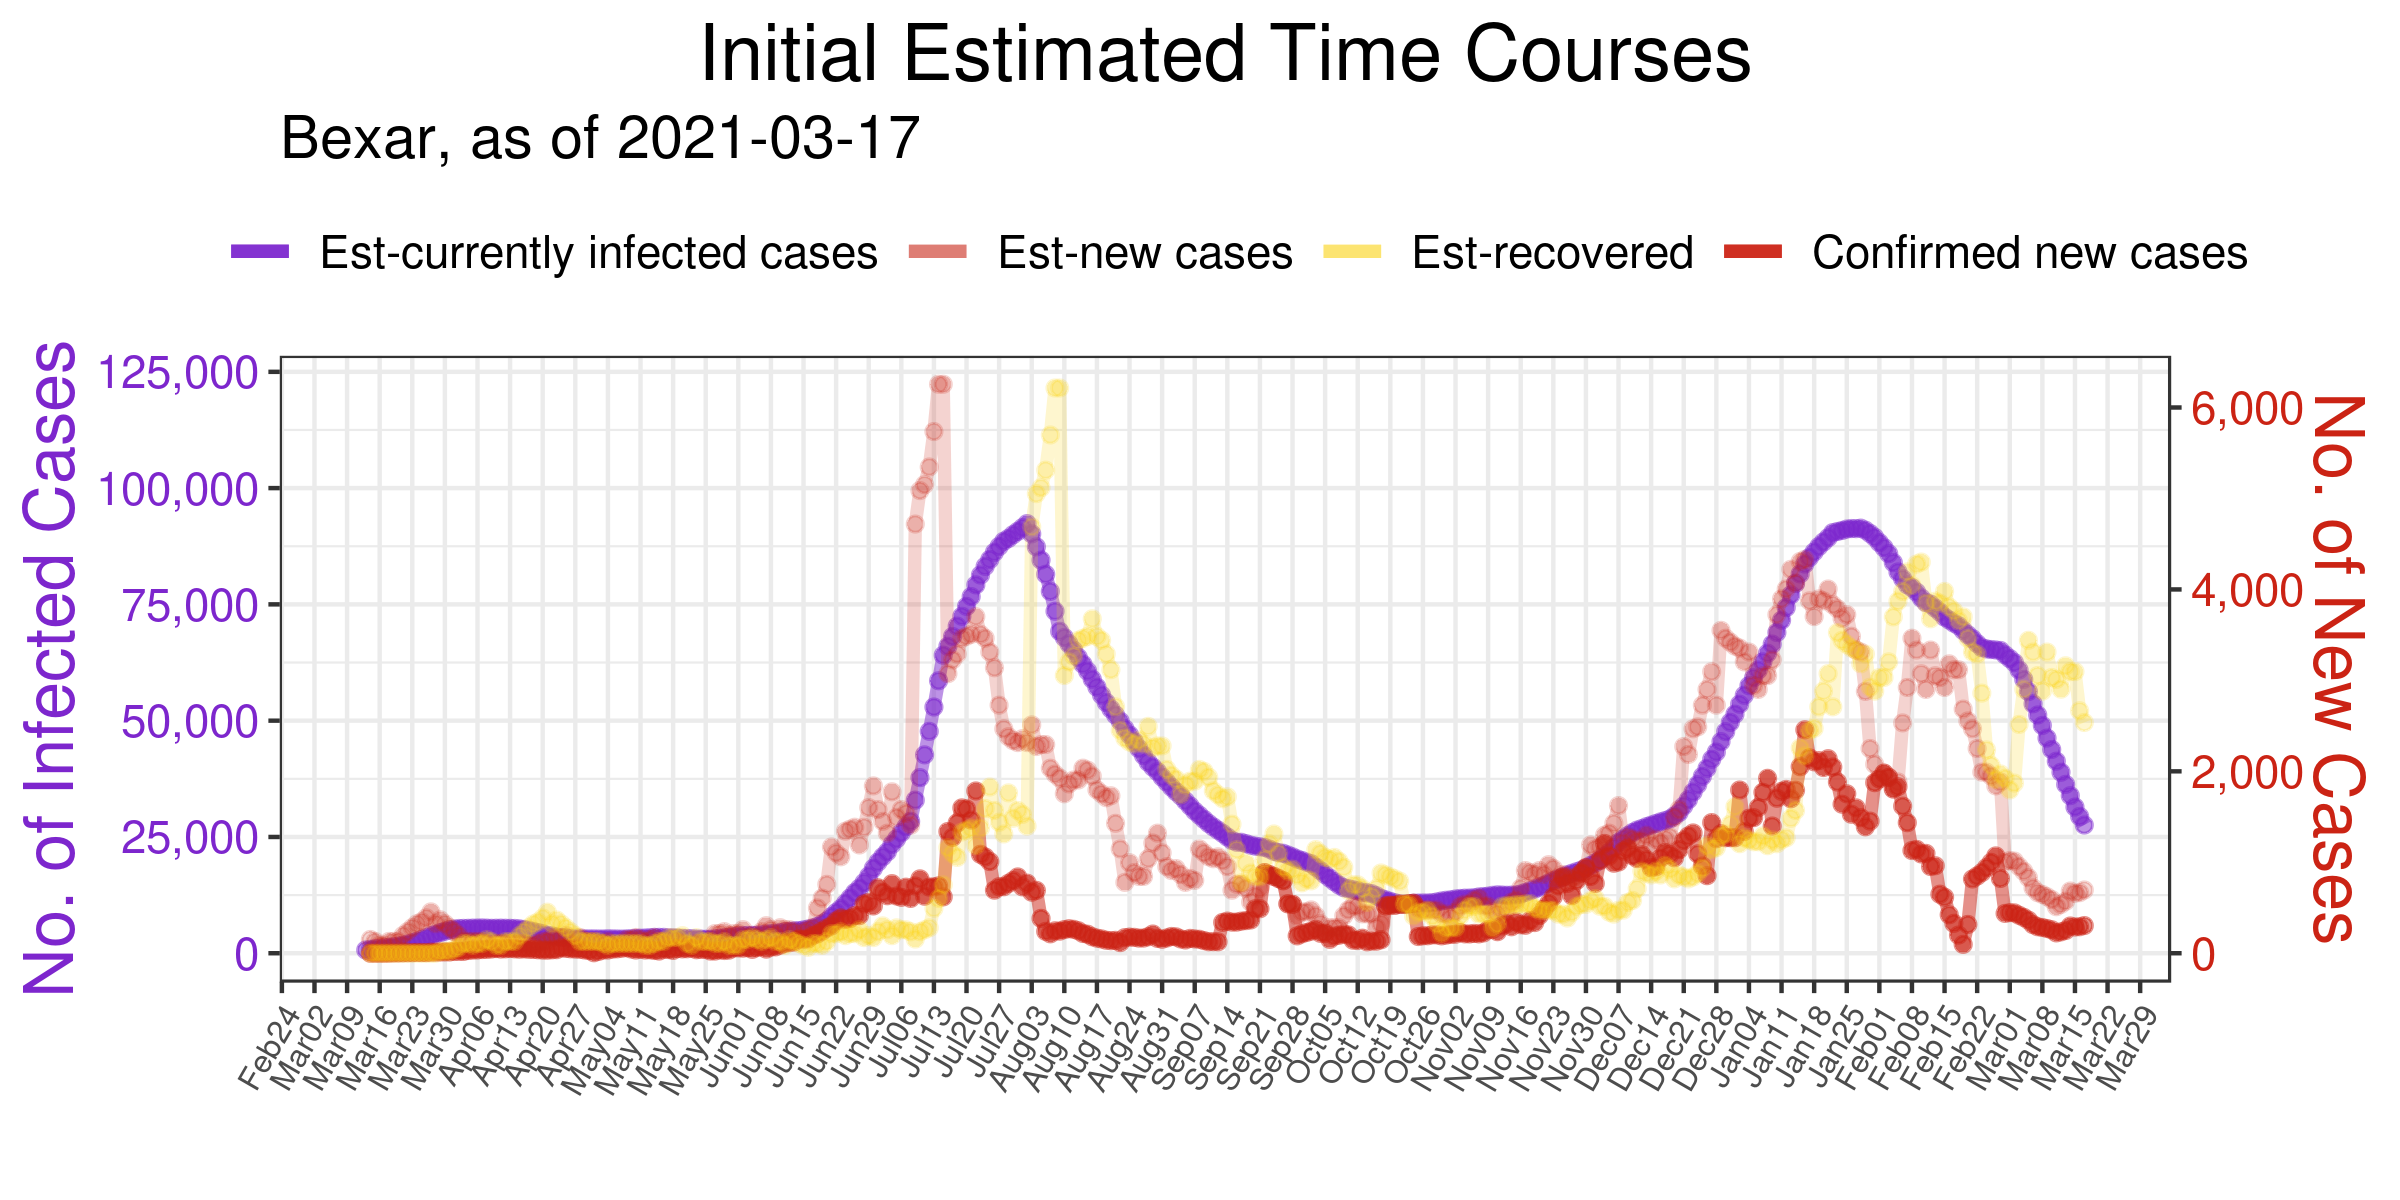 Initial Estimated Time Courses
Bexar, as of 2021-03-17
Est-currently infected cases Est-new cases Est-recovered Confirmed new cases
No. of Infected Cases
125,000
100,000
75,000
50,000
25,000
0
6,000
4,000
2,000
0
No. of New Cases
Feb24 Mar02 Mar09 Mar16 Mar23 Mar30 Apr06 Apr13 Apr20 Apr27 May04 May11 May18 May25 Jun01 Jun08 Jun15 Jun22 Jun29 Jul06 Jul13 Jul20 Jul27 Aug03 Aug10 Aug17 Aug24 Aug31 Sep07 Sep14 Sep21 Sep28 Oct05 Oct12 Oct19 Oct26 Nov02 Nov09 Nov16 Nov23 Nov30 Dec07 Dec14 Dec21 Dec28 Jan04 Jan11 Jan18 Jan25 Feb01 Feb08 Feb15 Feb22 Mar01 Mar08 Mar15 Mar22 Mar29